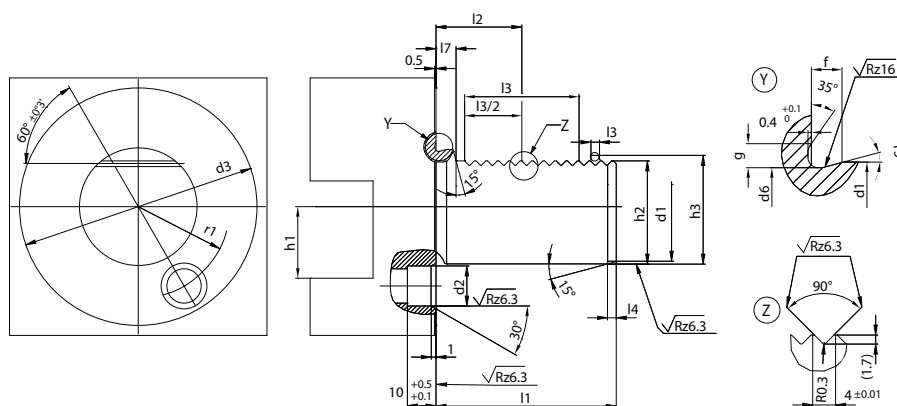 60° ±0°3'
d3
r1
l2
l7
0.5
l3
l3/2
Y
Z
l3
15°
h1
h2
d1
h3
d2
√Rz6.3
15°
30°
l4
√Rz6.3
1
√Rz6.3
10 +0.5 +0.1
l1
Y
f
√Rz16
35°
0.4 +0.1 0
g
d6
d1
√Rz6.3
90°
Z
(1.7)
R0.3
4 ±0.01